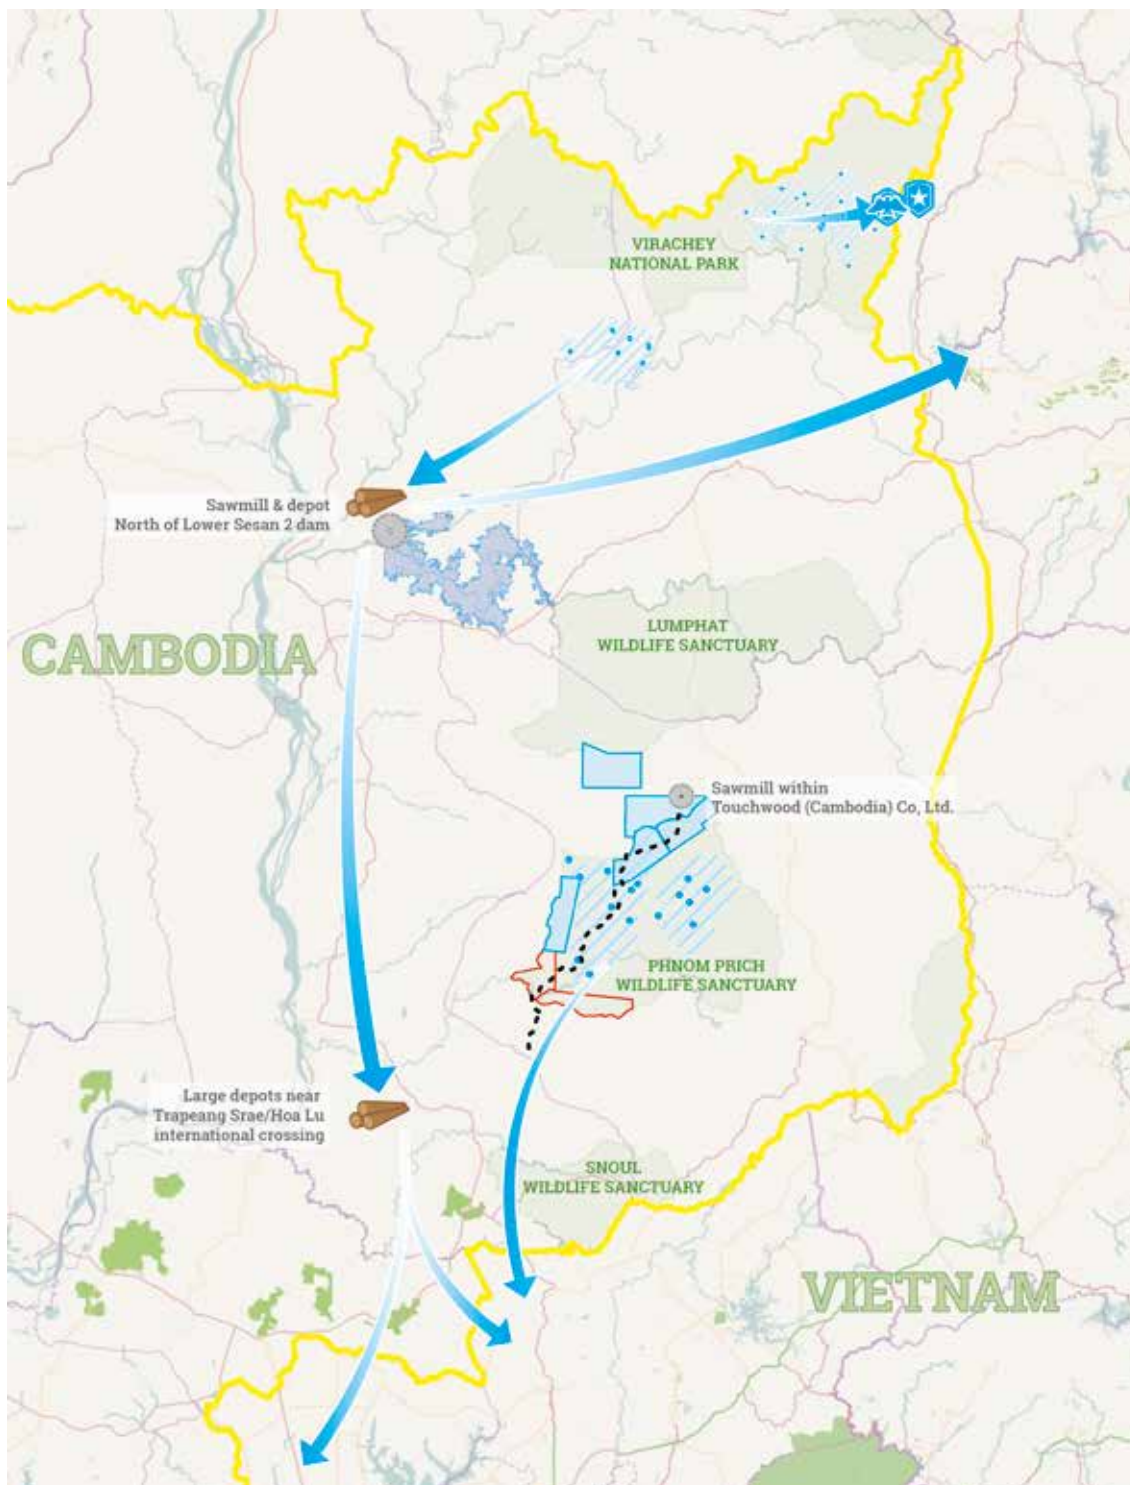 VIRACHEY
NATIONAL PARK
Sawmill & depot
North of Lower Sesan 2 dam
CAMBODIA
LUMPHAT
WILDLIFE SANCTUARY
Sawmill within
Touchwood (Cambodia) Co, Ltd.
PHNOM PRICH
WILDLIFE SANCTUARY
Large depots near
Trapeang Srae/Hoa Lu
international crossing
SNOUL
WILDLIFE SANCTUARY
VIETNAM